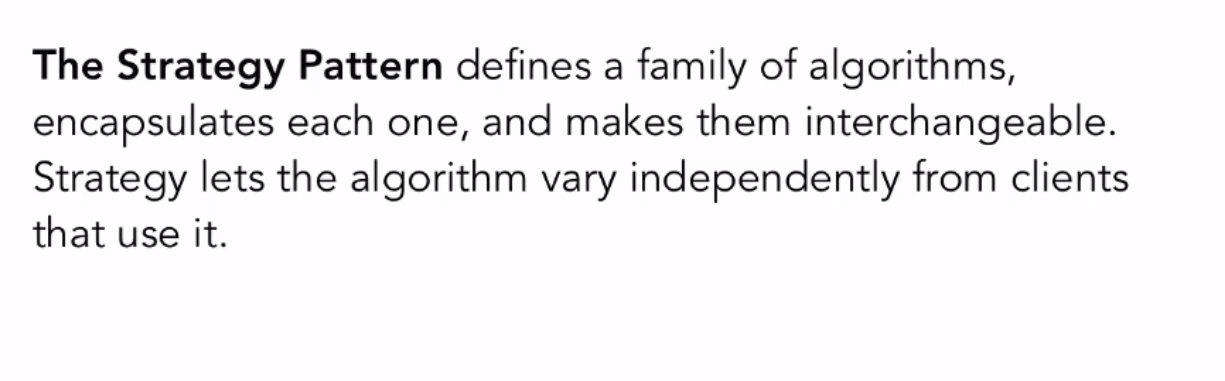 The Strategy Pattern defines a family of algorithms,
encapsulates each one, and makes them interchangeable.
Strategy lets the algorithm vary independently from clients
that use it.